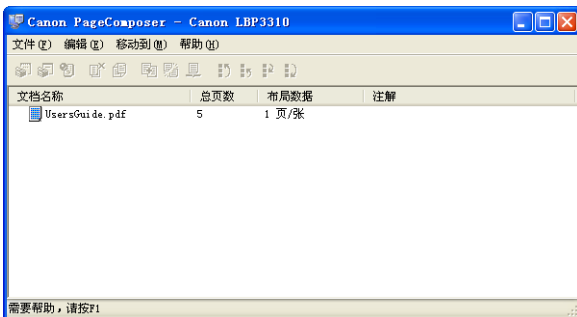 Canon PageComposer - Canon LBP3310
文件(F) 编辑(E) 移动到(M) 帮助(H)
文档名称 总页数 布局数据 注解
UsersGuide.pdf 5 1 页/张
需要帮助，请按F1